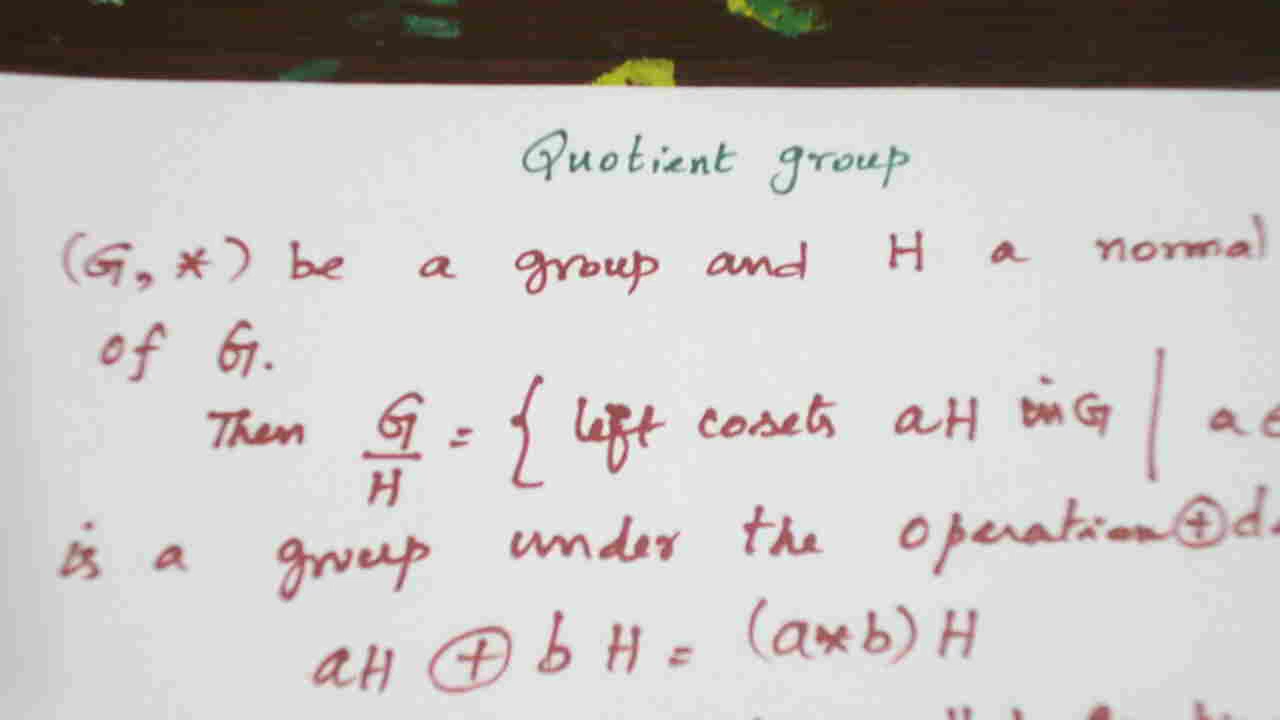 Quotient group
(G, *) be a group and H a normal
of G.
Then G/H = { left cosets aH in G | a
is a group under the operation ⊕ d
aH ⊕ bH = (a*b)H